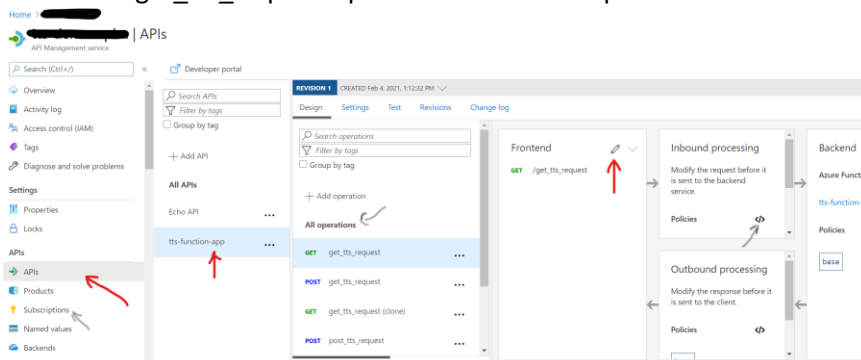 Home >
| APIs
API Management service
Search (Ctrl+/)
«
Developer portal
Overview
Activity log
Access control (IAM)
Tags
Diagnose and solve problems
Settings
Properties
Locks
APIs
APIs
Products
Subscriptions
Named values
Backends
Search APIs
Filter by tags
Group by tag
+ Add API
All APIs
Echo API ...
tts-function-app ...
REVISION 1 CREATED Feb 4, 2021, 1:12:32 PM
Design Settings Test Revisions Change log
Search operations
Filter by tags
Group by tag
+ Add operation
All operations
GET get_tts_request ...
POST get_tts_request ...
GET get_tts_request (clone) ...
POST post_tts_request ...
Frontend
GET /get_tts_request
Inbound processing
Modify the request before it
is sent to the backend
service.
Policies </>
Outbound processing
Modify the response before it
is sent to the client.
Policies </>
Backend
Azure Funct
tts-function-
Policies
base